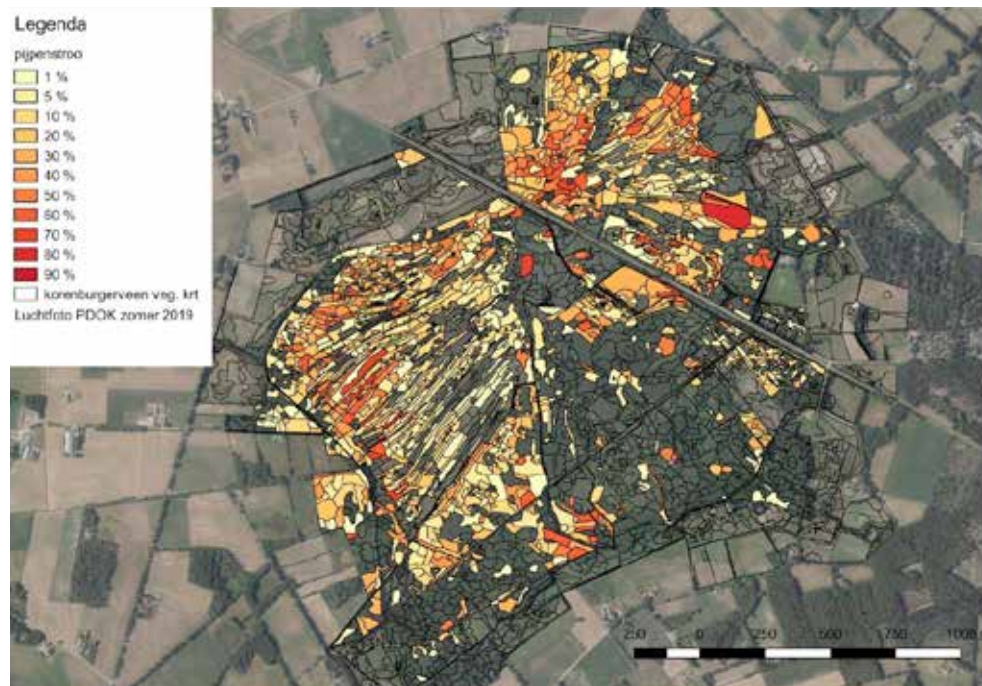 Legenda
pijpenstroo
1 %
5 %
10 %
20 %
30 %
40 %
50 %
60 %
70 %
80 %
90 %
korenburgerveen veg. krt
Luchtfoto PDOK zomer 2019
250 0 250 500 750 1000